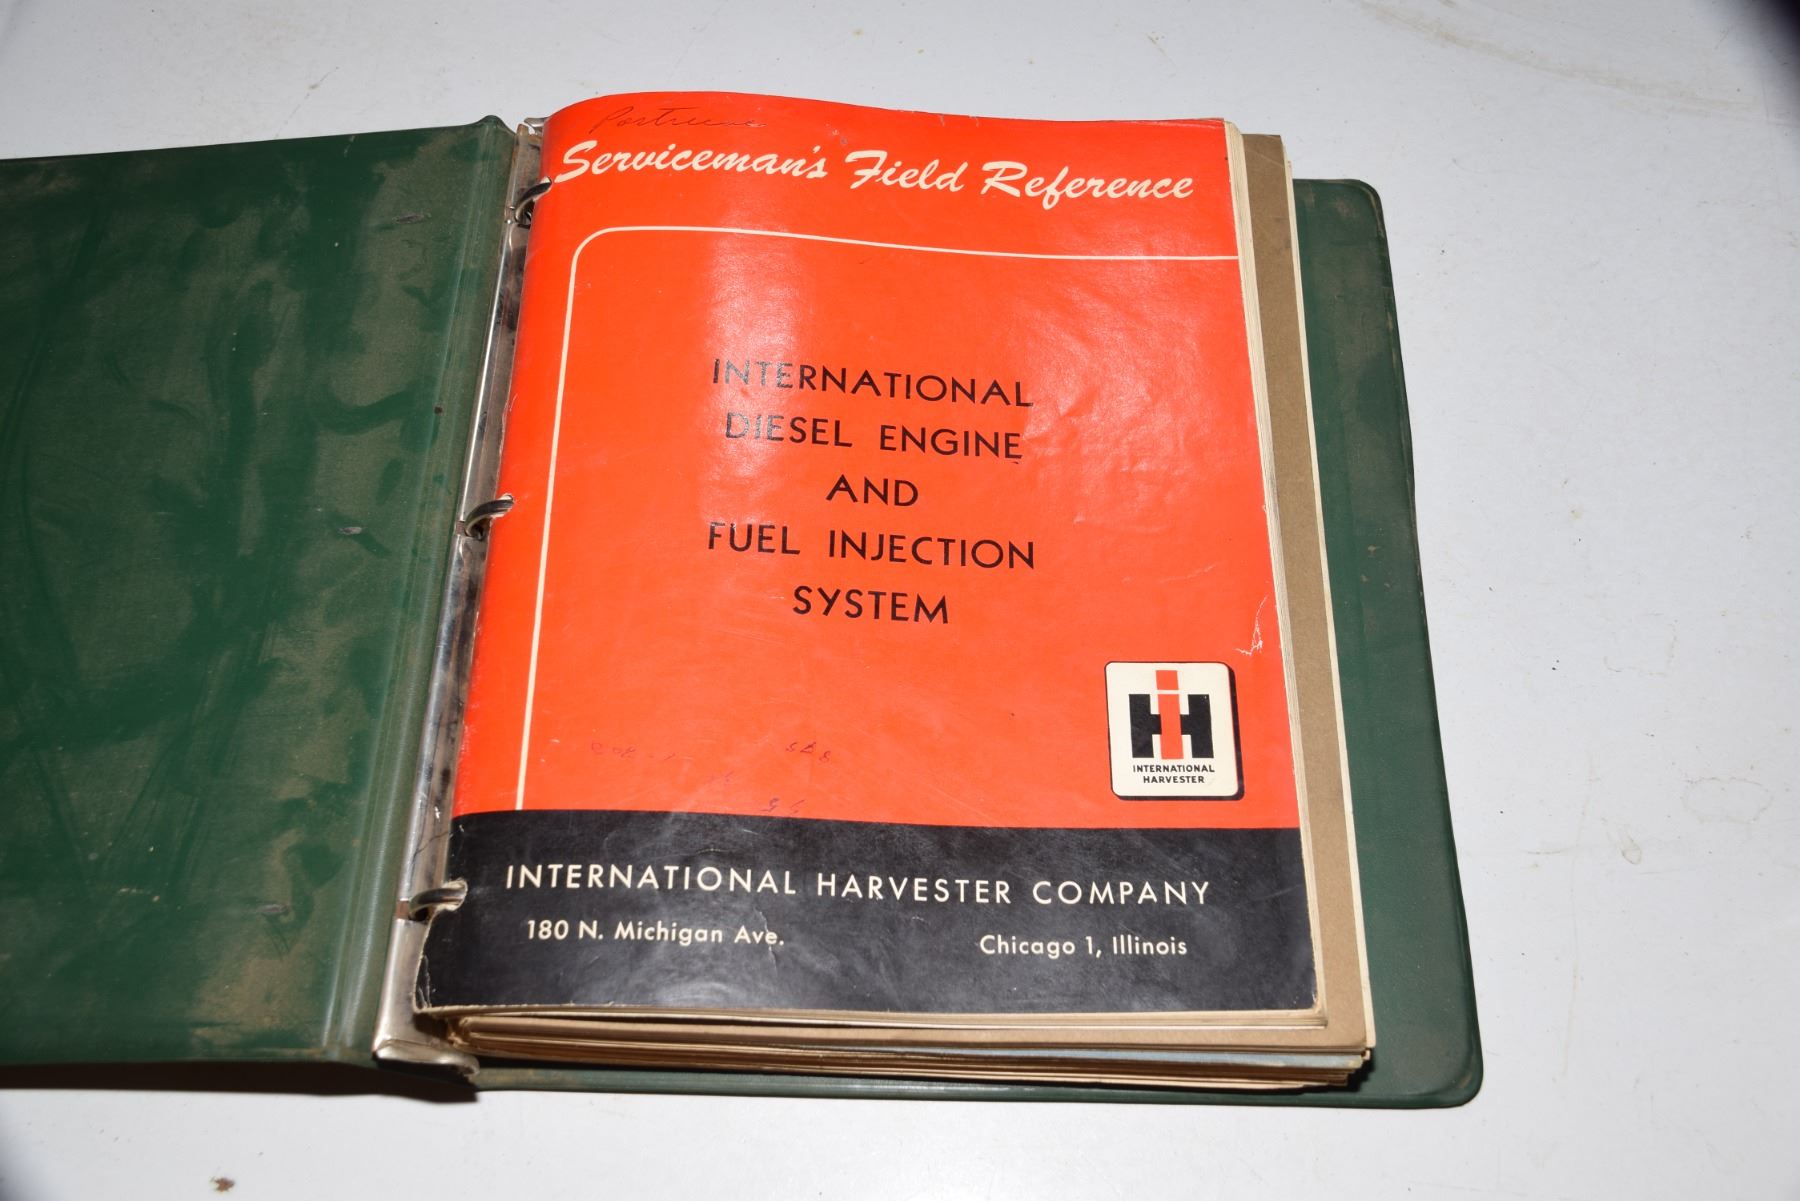 Serviceman's Field Reference
INTERNATIONAL
DIESEL ENGINE
AND
FUEL INJECTION
SYSTEM
IH
INTERNATIONAL
HARVESTER
INTERNATIONAL HARVESTER COMPANY
180 N. Michigan Ave. Chicago 1, Illinois